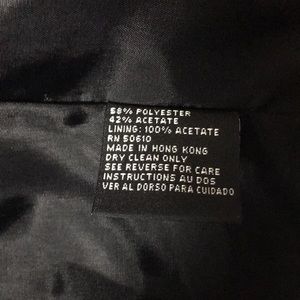 58% POLYESTER
42% ACETATE
LINING: 100% ACETATE
RN 50610
MADE IN HONG KONG
DRY CLEAN ONLY
SEE REVERSE FOR CARE
INSTRUCTIONS AU DOS
VER AL DORSO PARA CUIDADO